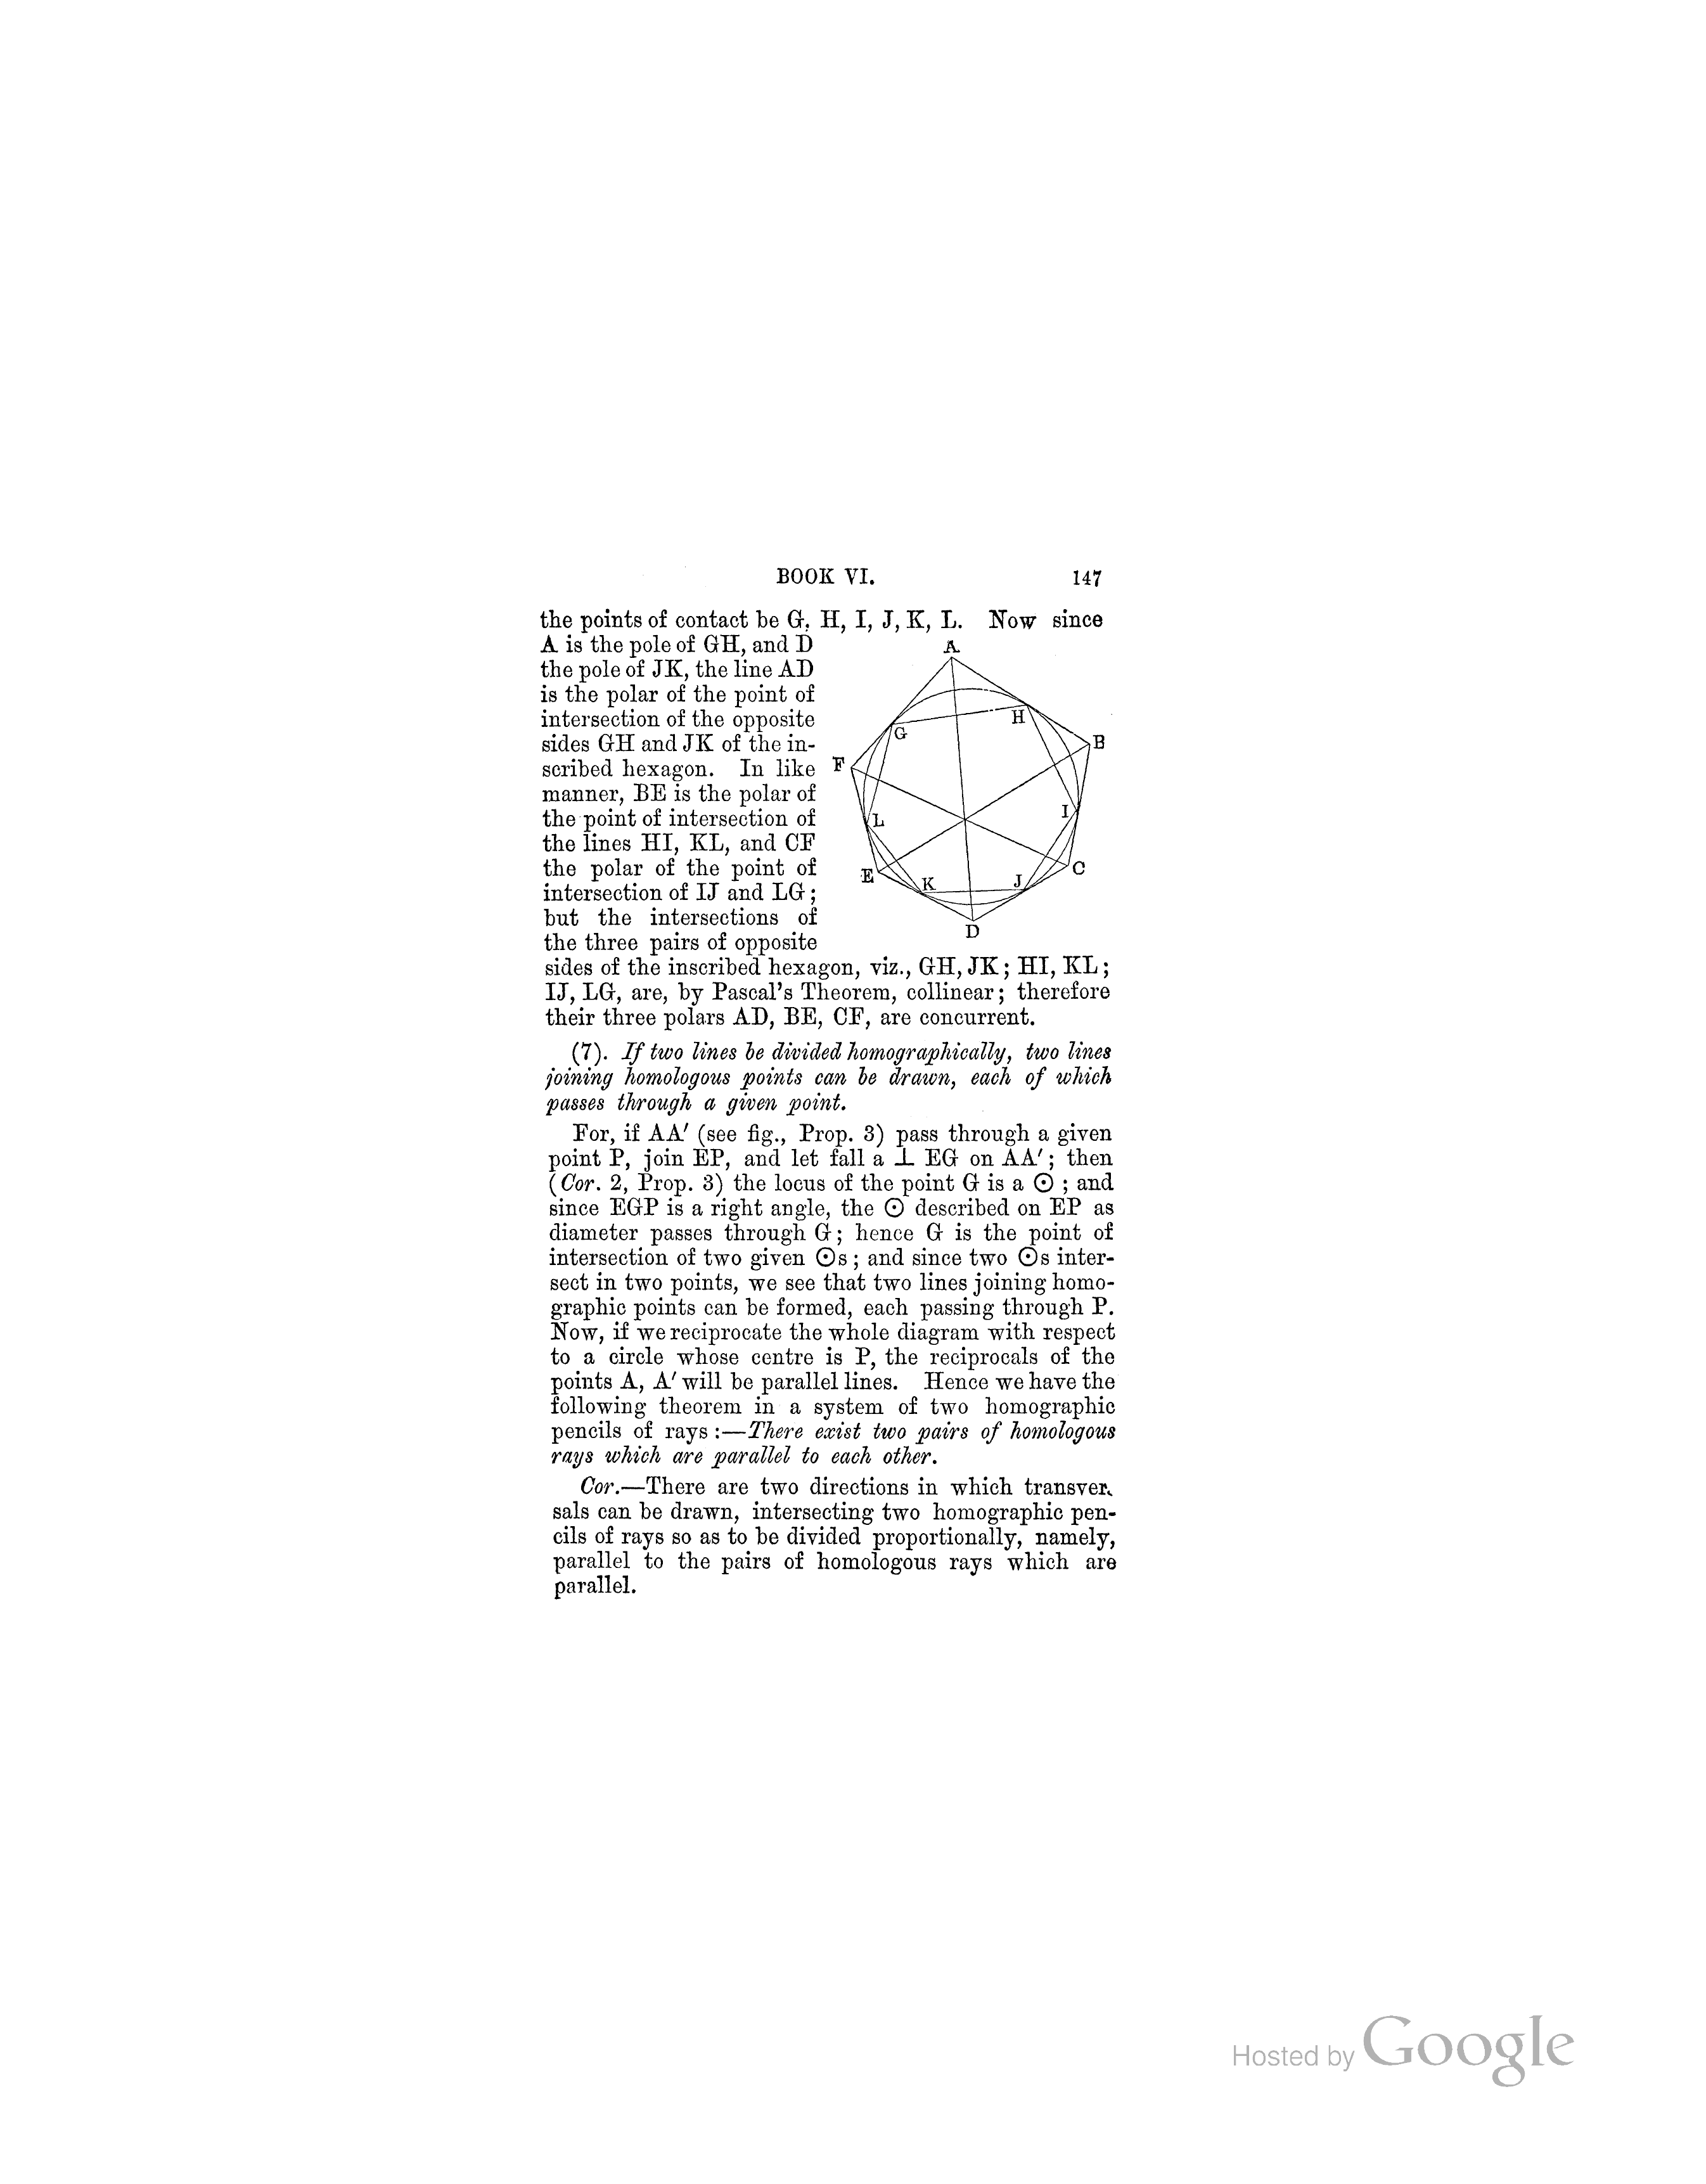 BOOK VI. 147
the points of contact be G, H, I, J, K, L. Now since
A is the pole of GH, and D
the pole of JK, the line AD
is the polar of the point of
intersection of the opposite
sides GH and JK of the in-
scribed hexagon. In like
manner, BE is the polar of
the point of intersection of
the lines HI, KL, and CF
the polar of the point of
intersection of IJ and LG;
but the intersections of
the three pairs of opposite
A
H
G
B
F
I
L
C
E
K
J
D
sides of the inscribed hexagon, viz., GH, JK; HI, KL;
IJ, LG, are, by Pascal's Theorem, collinear; therefore
their three polars AD, BE, CF, are concurrent.
(7). If two lines be divided homographically, two lines
joining homologous points can be drawn, each of which
passes through a given point.
For, if AA′ (see fig., Prop. 3) pass through a given
point P, join EP, and let fall a ⊥ EG on AA′; then
(Cor. 2, Prop. 3) the locus of the point G is a ⊙; and
since EGP is a right angle, the ⊙ described on EP as
diameter passes through G; hence G is the point of
intersection of two given ⊙s; and since two ⊙s inter-
sect in two points, we see that two lines joining homo-
graphic points can be formed, each passing through P.
Now, if we reciprocate the whole diagram with respect
to a circle whose centre is P, the reciprocals of the
points A, A′ will be parallel lines. Hence we have the
following theorem in a system of two homographic
pencils of rays :—There exist two pairs of homologous
rays which are parallel to each other.
Cor.—There are two directions in which transver-
sals can be drawn, intersecting two homographic pen-
cils of rays so as to be divided proportionally, namely,
parallel to the pairs of homologous rays which are
parallel.
Hosted by Google